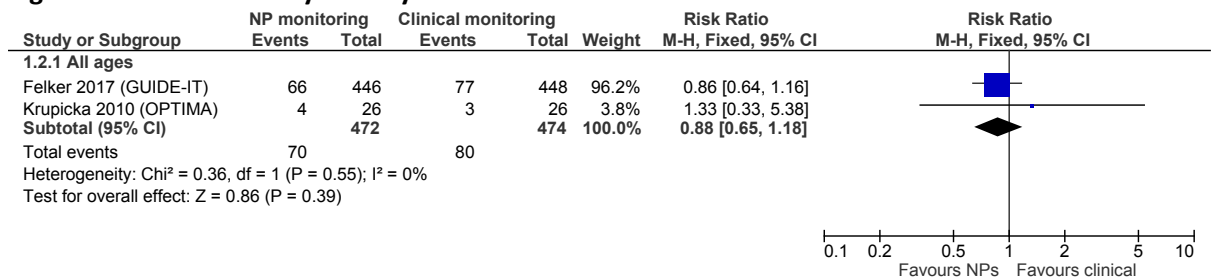 NP monitoring Clinical monitoring Risk Ratio Risk Ratio
Study or Subgroup Events Total Events Total Weight M-H, Fixed, 95% CI M-H, Fixed, 95% CI
1.2.1 All ages
Felker 2017 (GUIDE-IT) 66 446 77 448 96.2% 0.86 [0.64, 1.16]
Krupicka 2010 (OPTIMA) 4 26 3 26 3.8% 1.33 [0.33, 5.38]
Subtotal (95% CI) 472 474 100.0% 0.88 [0.65, 1.18]
Total events 70 80
Heterogeneity: Chi² = 0.36, df = 1 (P = 0.55); I² = 0%
Test for overall effect: Z = 0.86 (P = 0.39)
0.1 0.2 0.5 1 2 5 10
Favours NPs Favours clinical